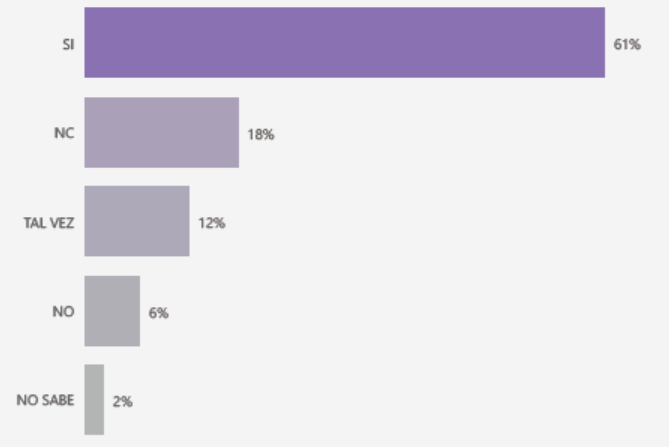 SI 61%
NC 18%
TAL VEZ 12%
NO 6%
NO SABE 2%